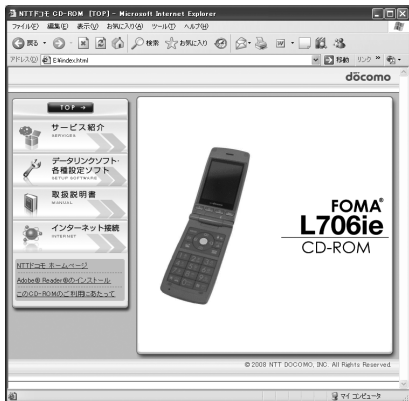 NTTドコモ CD-ROM [TOP] - Microsoft Internet Explorer
ファイル(F) 編集(E) 表示(V) お気に入り(A) ツール(T) ヘルプ(H)
戻る 検索 お気に入り
アドレス(D) E:¥index.html 移動 リンク »
döcomo
TOP →
サービス紹介
SERVICES
データリンクソフト・
各種設定ソフト
SETUP SOFTWARE
取扱説明書
MANUAL
インターネット接続
INTERNET
NTTドコモ ホームページ
Adobe® Reader®のインストール
このCD-ROMのご利用にあたって
FOMA®
L706ie
CD-ROM
© 2008 NTT DOCOMO, INC. All Rights Reserved.
マイ コンピュータ